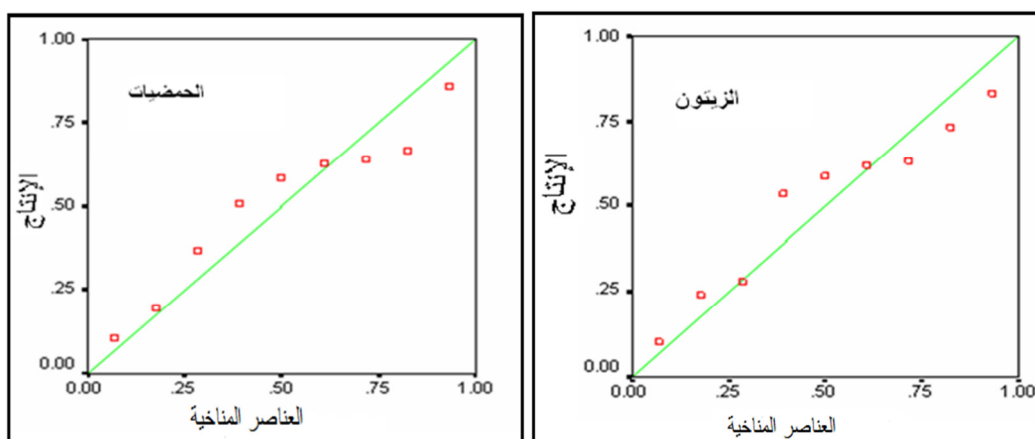 الحمضيات
الإنتاج
1.00
.75
.50
.25
0.00
0.00 .25 .50 .75 1.00
العناصر المناخية
الزيتون
الإنتاج
1.00
.75
.50
.25
0.00
0.00 .25 .50 .75 1.00
العناصر المناخية